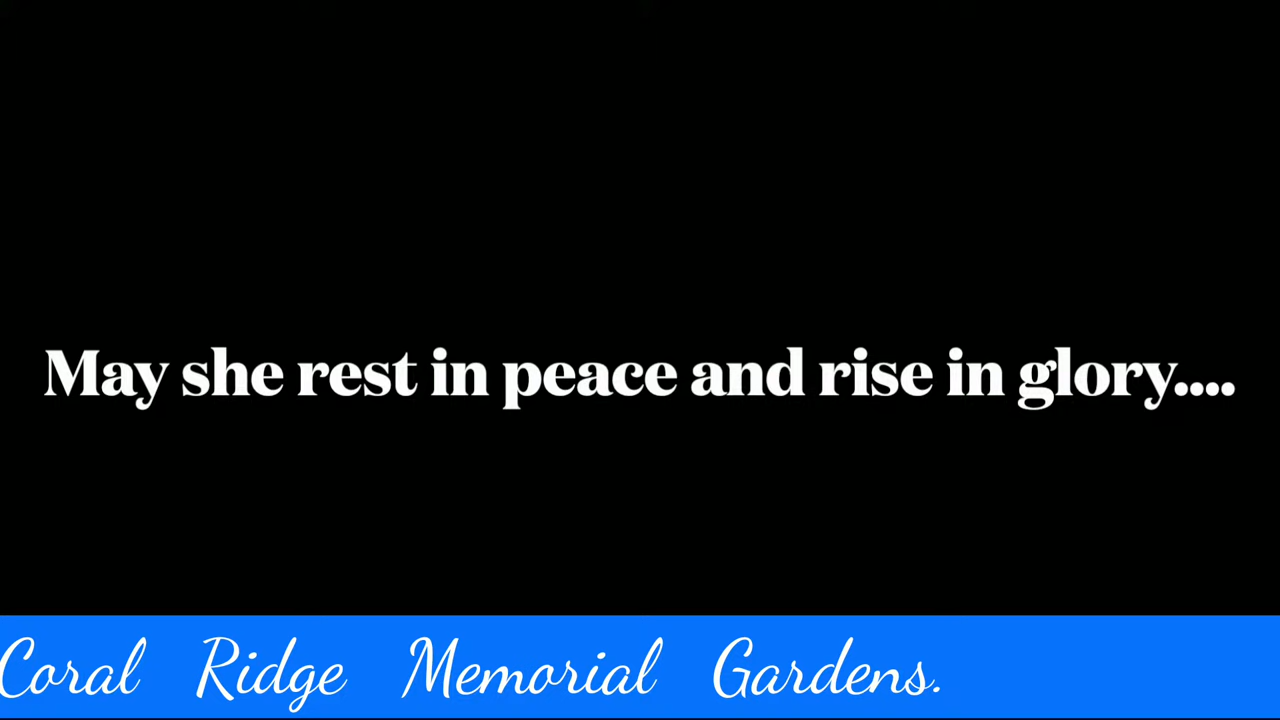 May she rest in peace and rise in glory....
Coral Ridge Memorial Gardens.